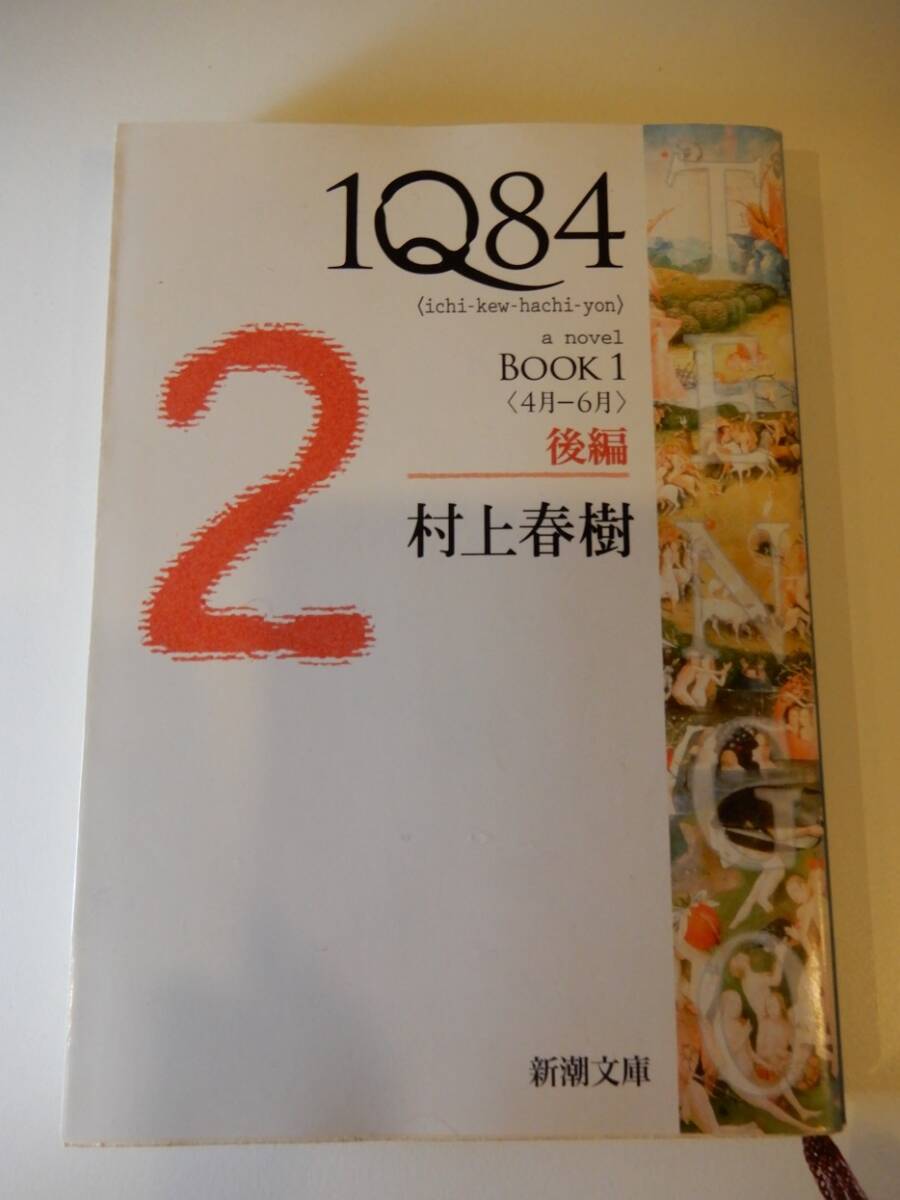 1Q84
〈ichi-kew-hachi-yon〉
a novel
BOOK 1
〈4月－6月〉
後編
2
村上春樹
新潮文庫
TENGO